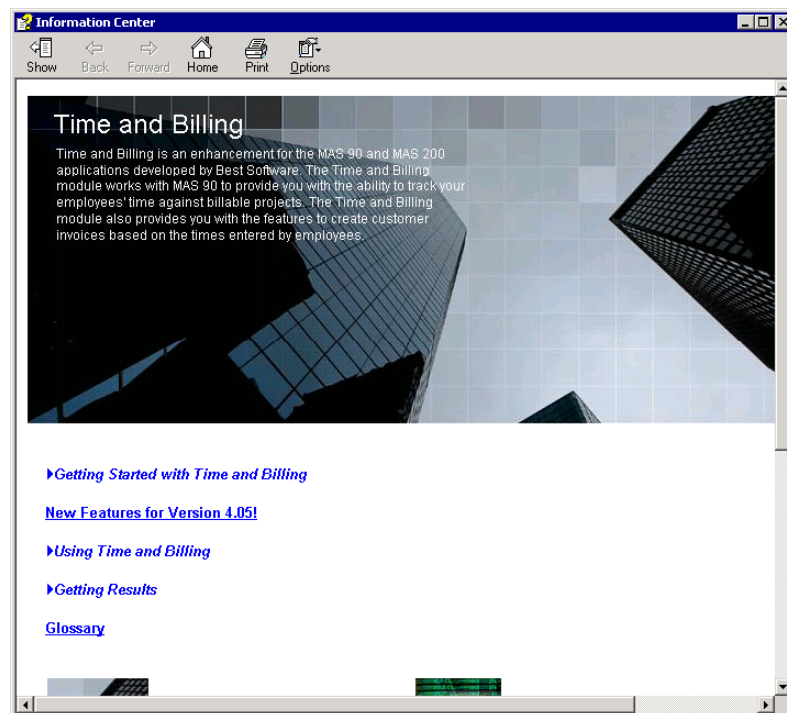 Information Center
Show Back Forward Home Print Options
Time and Billing
Time and Billing is an enhancement for the MAS 90 and MAS 200
applications developed by Best Software. The Time and Billing
module works with MAS 90 to provide you with the ability to track your
employees' time against billable projects. The Time and Billing
module also provides you with the features to create customer
invoices based on the times entered by employees.
Getting Started with Time and Billing
New Features for Version 4.05!
Using Time and Billing
Getting Results
Glossary